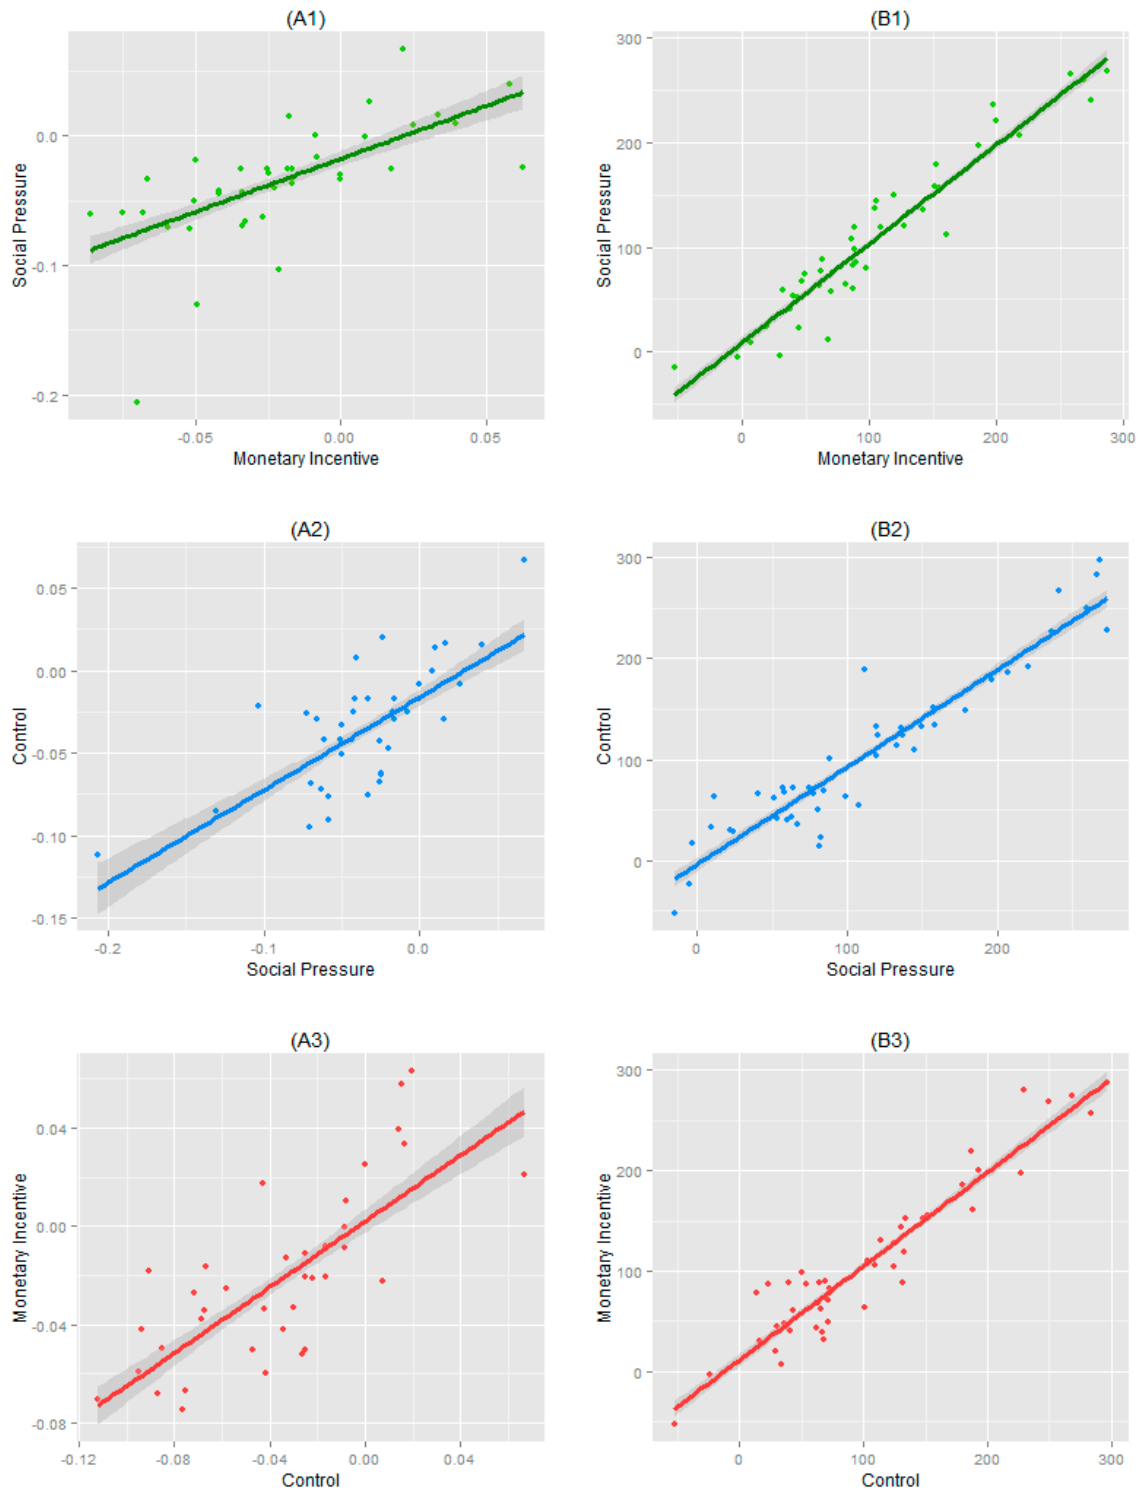 (A1)
0.0
-0.1
-0.2
Social Pressure
-0.05 0.00 0.05
Monetary Incentive
(B1)
300
200
100
0
Social Pressure
0 100 200 300
Monetary Incentive
(A2)
0.05
0.00
-0.05
-0.10
-0.15
Control
-0.2 -0.1 0.0
Social Pressure
(B2)
300
200
100
0
Control
0 100 200
Social Pressure
(A3)
0.04
0.00
-0.04
-0.08
Monetary Incentive
-0.12 -0.08 -0.04 0.00 0.04
Control
(B3)
300
200
100
0
Monetary Incentive
0 100 200 300
Control